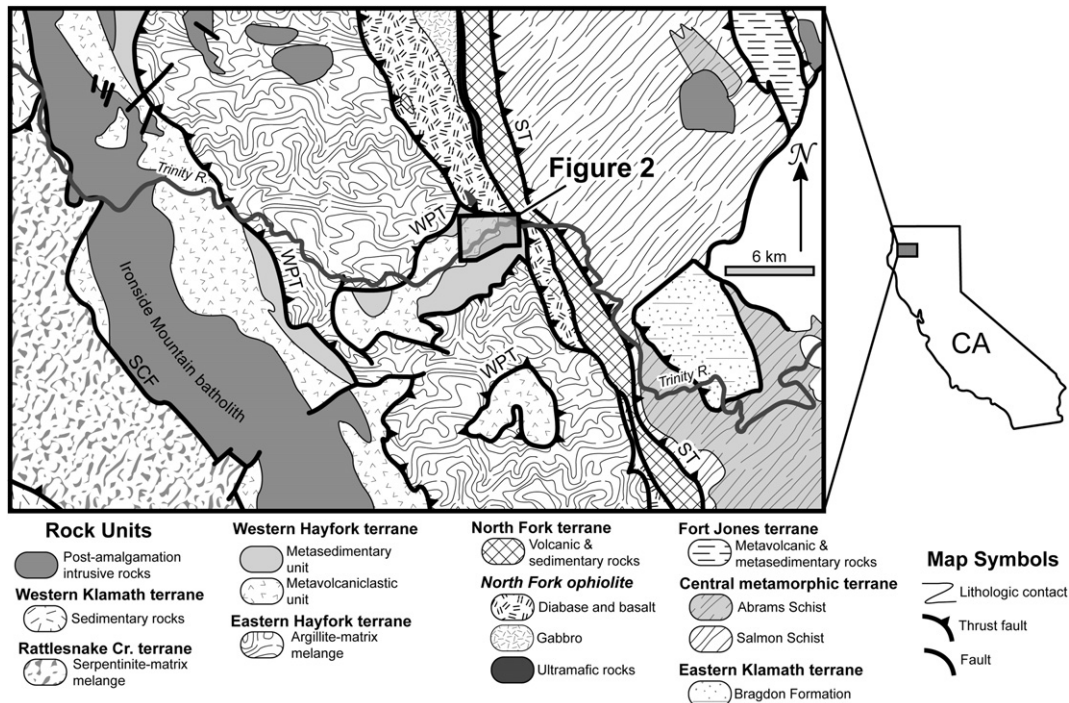 ST
Figure 2
N
Trinity R.
WPT
6 km
WPT
Ironside Mountain batholith
CA
SCF
WPT
Trinity R.
ST
Rock Units
Post-amalgamation
intrusive rocks
Western Klamath terrane
Sedimentary rocks
Rattlesnake Cr. terrane
Serpentinite-matrix
melange
Western Hayfork terrane
Metasedimentary
unit
Metavolcaniclastic
unit
Eastern Hayfork terrane
Argillite-matrix
melange
North Fork terrane
Volcanic &
sedimentary rocks
North Fork ophiolite
Diabase and basalt
Gabbro
Ultramafic rocks
Fort Jones terrane
Metavolcanic &
metasedimentary rocks
Central metamorphic terrane
Abrams Schist
Salmon Schist
Eastern Klamath terrane
Bragdon Formation
Map Symbols
Lithologic contact
Thrust fault
Fault